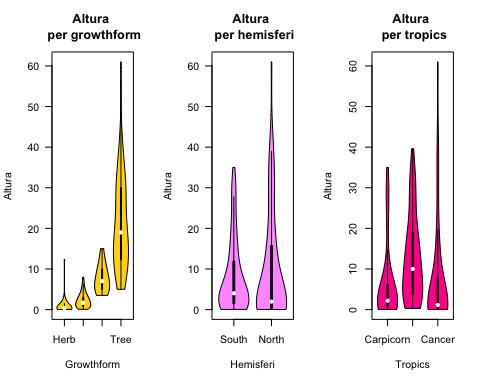 Altura
per growthform
Altura
0 10 20 30 40 50 60
Herb Tree
Growthform
Altura
per hemisferi
Altura
0 10 20 30 40 50 60
South North
Hemisferi
Altura
per tropics
Altura
0 10 20 30 40 50 60
Carpicorn Cancer
Tropics